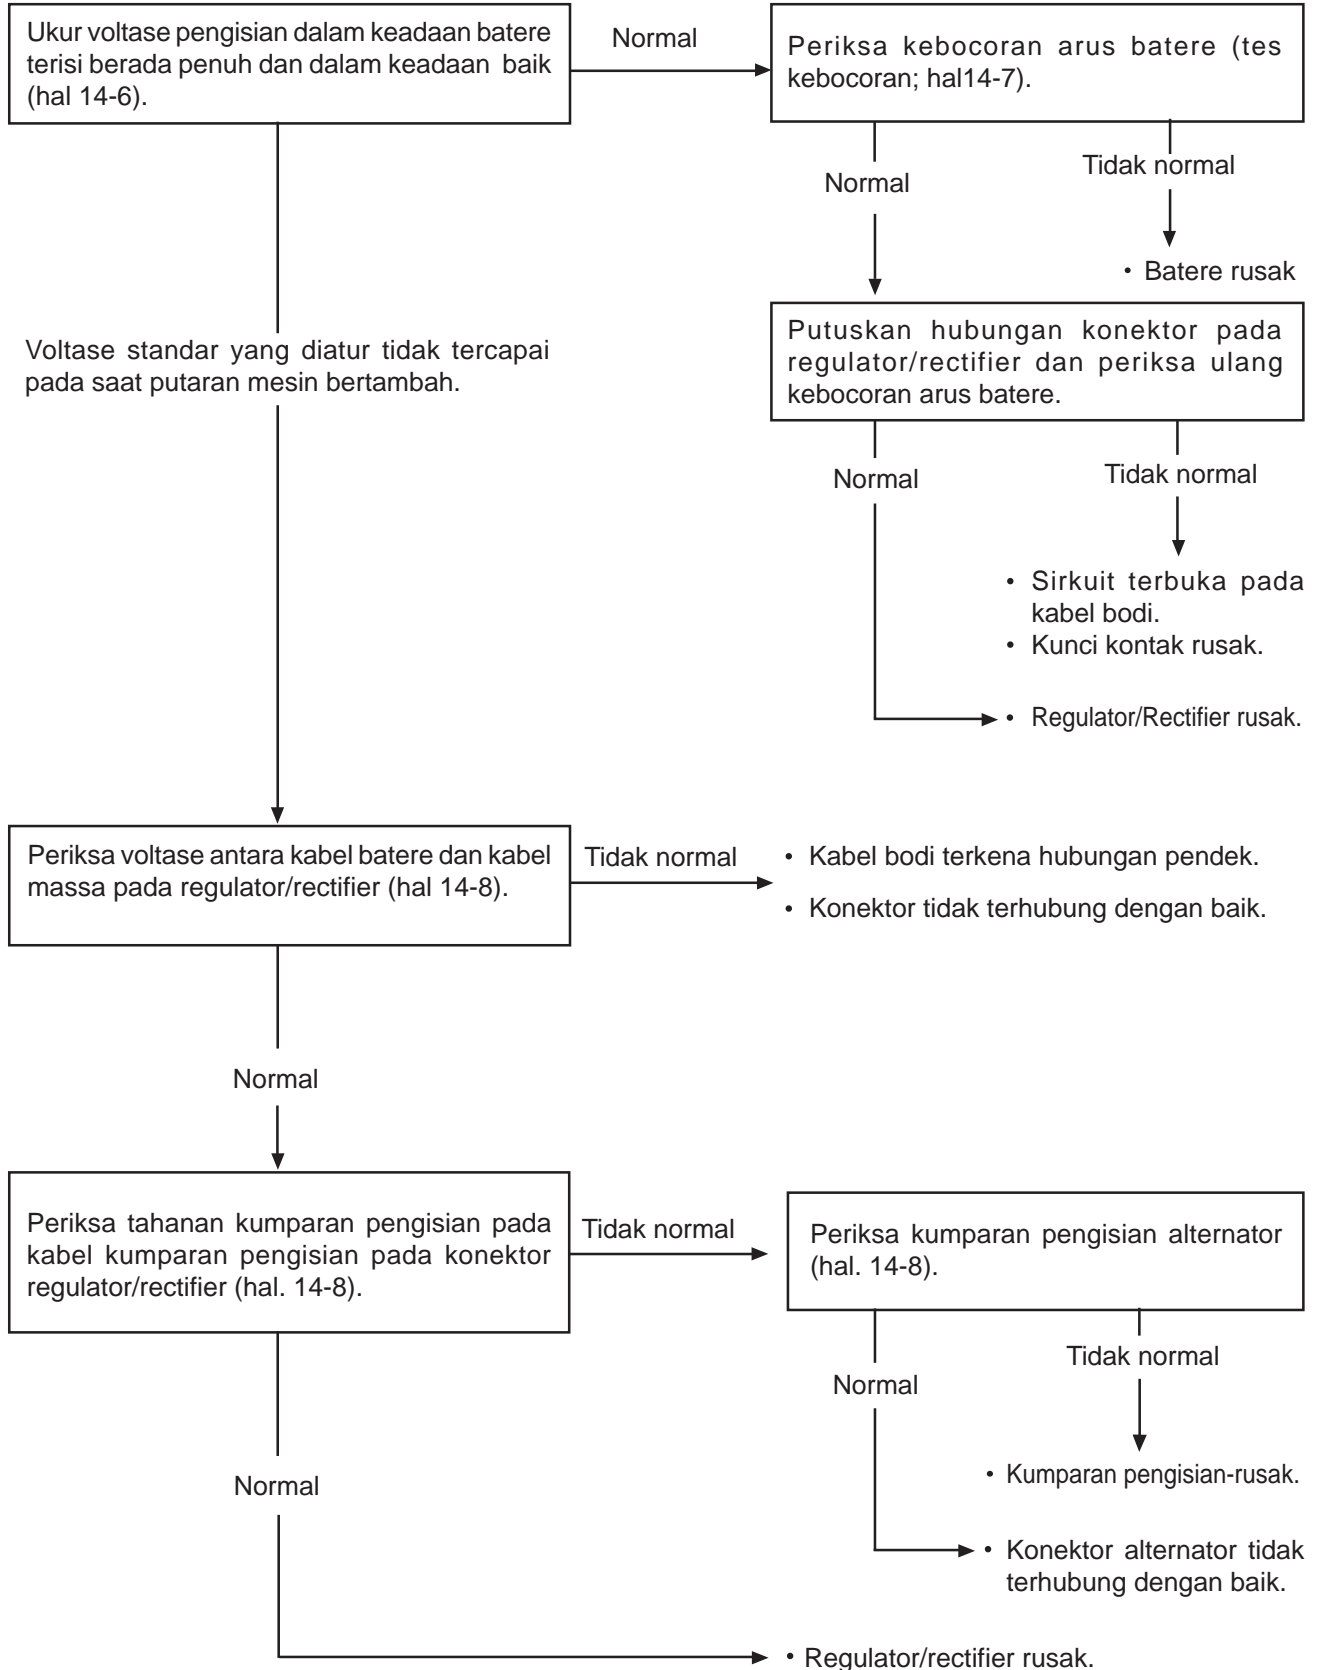 Ukur voltase pengisian dalam keadaan batere
terisi berada penuh dan dalam keadaan baik
(hal 14-6).
Normal
Periksa kebocoran arus batere (tes
kebocoran; hal14-7).
Normal
Tidak normal
• Batere rusak
Putuskan hubungan konektor pada
regulator/rectifier dan periksa ulang
kebocoran arus batere.
Voltase standar yang diatur tidak tercapai
pada saat putaran mesin bertambah.
Normal
Tidak normal
• Sirkuit terbuka pada
kabel bodi.
• Kunci kontak rusak.
• Regulator/Rectifier rusak.
Periksa voltase antara kabel batere dan kabel
massa pada regulator/rectifier (hal 14-8).
Tidak normal
• Kabel bodi terkena hubungan pendek.
• Konektor tidak terhubung dengan baik.
Normal
Periksa tahanan kumparan pengisian pada
kabel kumparan pengisian pada konektor
regulator/rectifier (hal. 14-8).
Tidak normal
Periksa kumparan pengisian alternator
(hal. 14-8).
Normal
Tidak normal
• Kumparan pengisian-rusak.
• Konektor alternator tidak
terhubung dengan baik.
Normal
• Regulator/rectifier rusak.